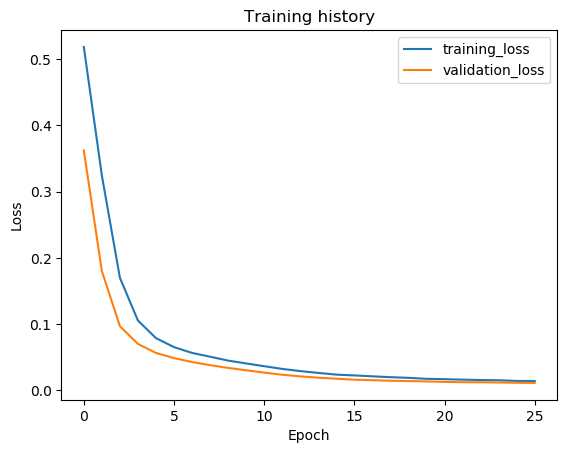 Training history
training_loss
validation_loss
Loss
0.5
0.4
0.3
0.2
0.1
0.0
0 5 10 15 20 25
Epoch